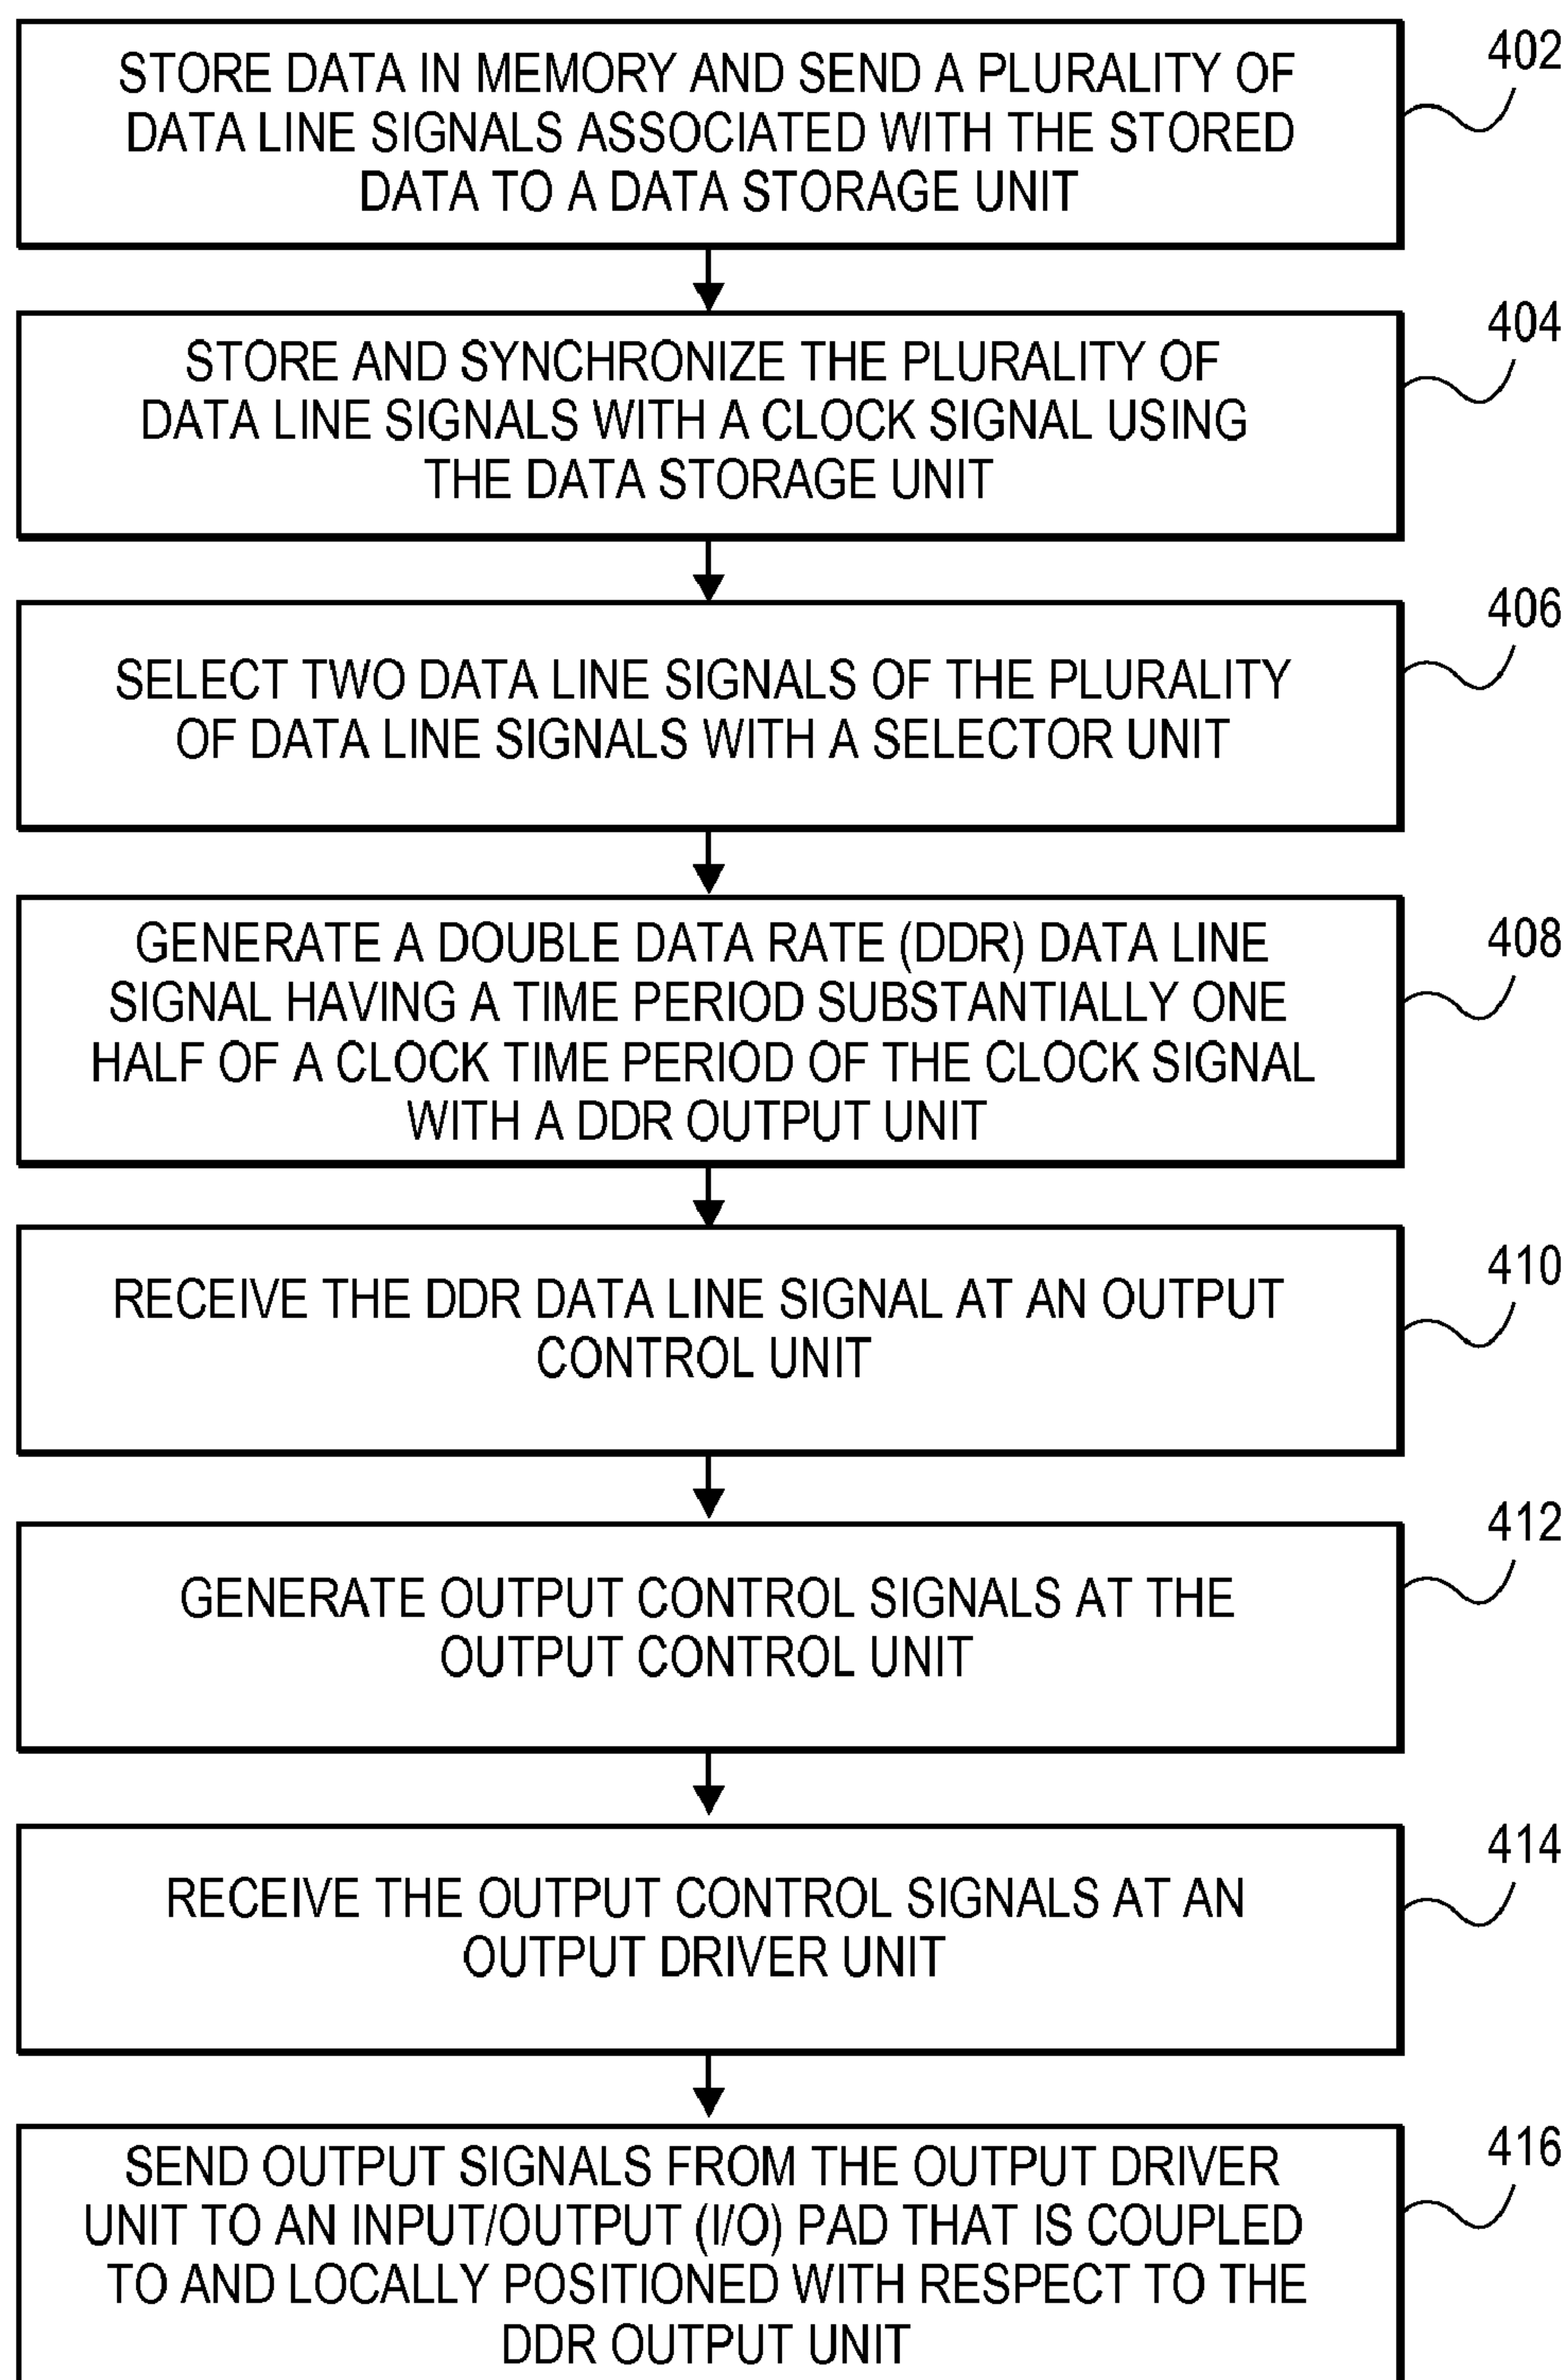 402
STORE DATA IN MEMORY AND SEND A PLURALITY OF
DATA LINE SIGNALS ASSOCIATED WITH THE STORED
DATA TO A DATA STORAGE UNIT
404
STORE AND SYNCHRONIZE THE PLURALITY OF
DATA LINE SIGNALS WITH A CLOCK SIGNAL USING
THE DATA STORAGE UNIT
406
SELECT TWO DATA LINE SIGNALS OF THE PLURALITY
OF DATA LINE SIGNALS WITH A SELECTOR UNIT
408
GENERATE A DOUBLE DATA RATE (DDR) DATA LINE
SIGNAL HAVING A TIME PERIOD SUBSTANTIALLY ONE
HALF OF A CLOCK TIME PERIOD OF THE CLOCK SIGNAL
WITH A DDR OUTPUT UNIT
410
RECEIVE THE DDR DATA LINE SIGNAL AT AN OUTPUT
CONTROL UNIT
412
GENERATE OUTPUT CONTROL SIGNALS AT THE
OUTPUT CONTROL UNIT
414
RECEIVE THE OUTPUT CONTROL SIGNALS AT AN
OUTPUT DRIVER UNIT
416
SEND OUTPUT SIGNALS FROM THE OUTPUT DRIVER
UNIT TO AN INPUT/OUTPUT (I/O) PAD THAT IS COUPLED
TO AND LOCALLY POSITIONED WITH RESPECT TO THE
DDR OUTPUT UNIT